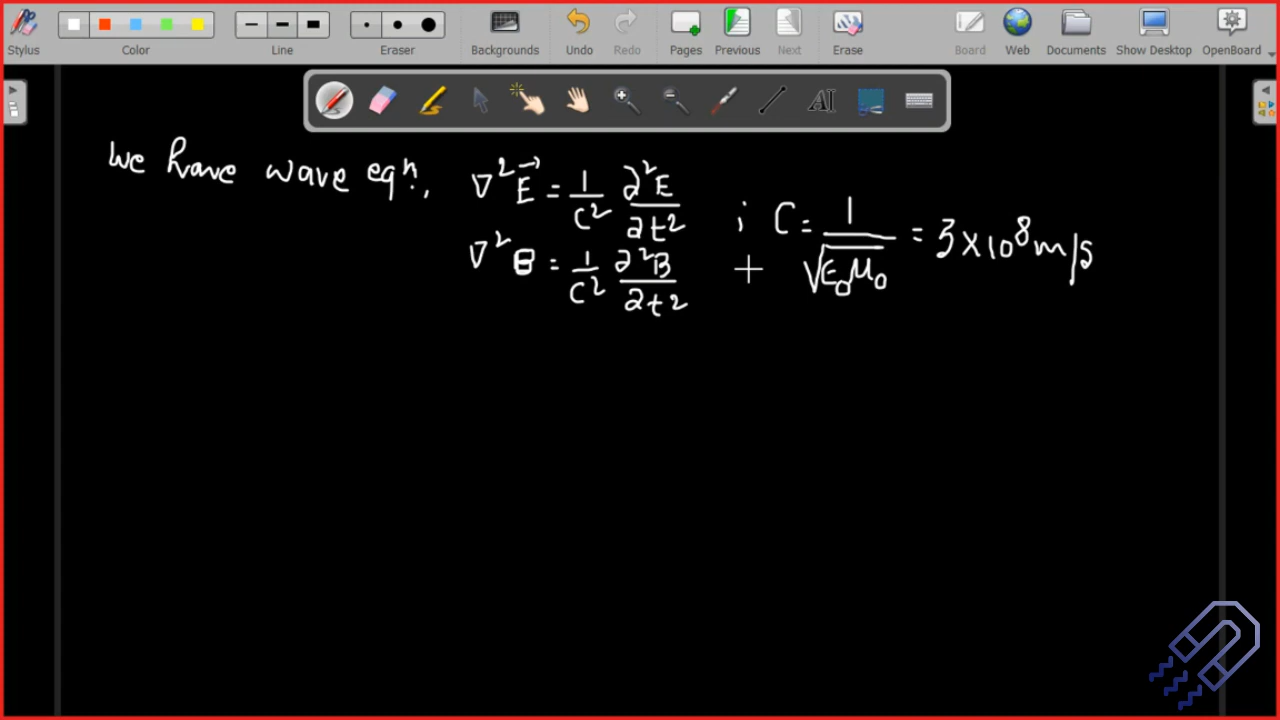 Stylus Color Line Eraser Backgrounds Undo Redo Pages Previous Next Erase Board Web Documents Show Desktop OpenBoard
We have wave eqⁿ., ∇²E⃗ = 1/C² ∂²E/∂t² ; C = 1/√ε₀μ₀ = 3×10⁸m/s
∇²B = 1/C² ∂²B/∂t²